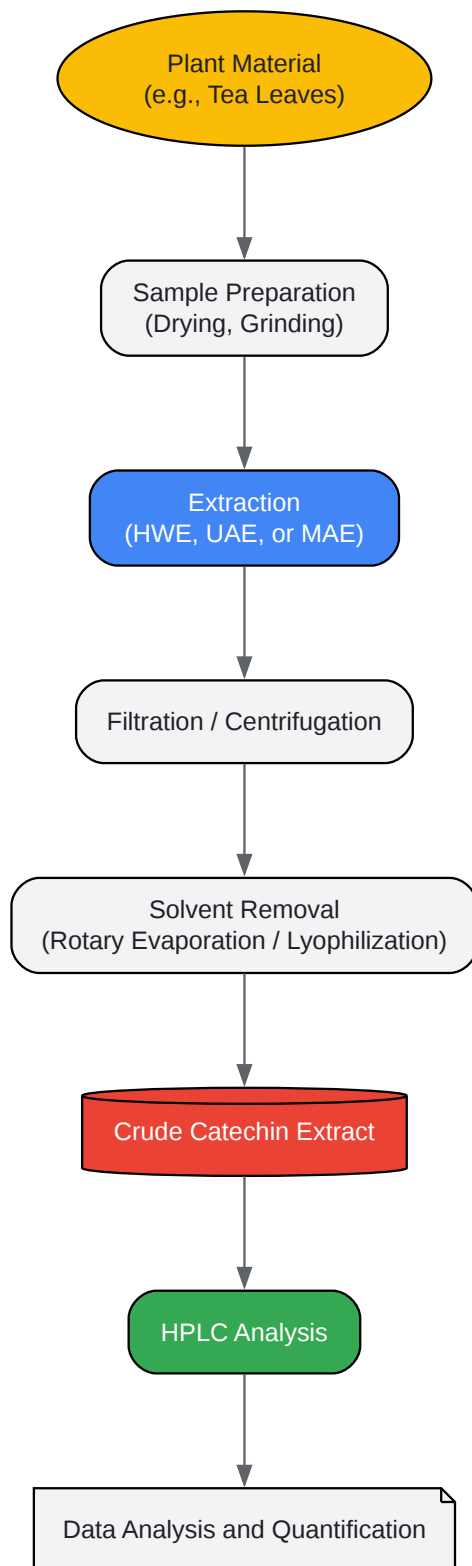 Plant Material
(e.g., Tea Leaves)
Sample Preparation
(Drying, Grinding)
Extraction
(HWE, UAE, or MAE)
Filtration / Centrifugation
Solvent Removal
(Rotary Evaporation / Lyophilization)
Crude Catechin Extract
HPLC Analysis
Data Analysis and Quantification